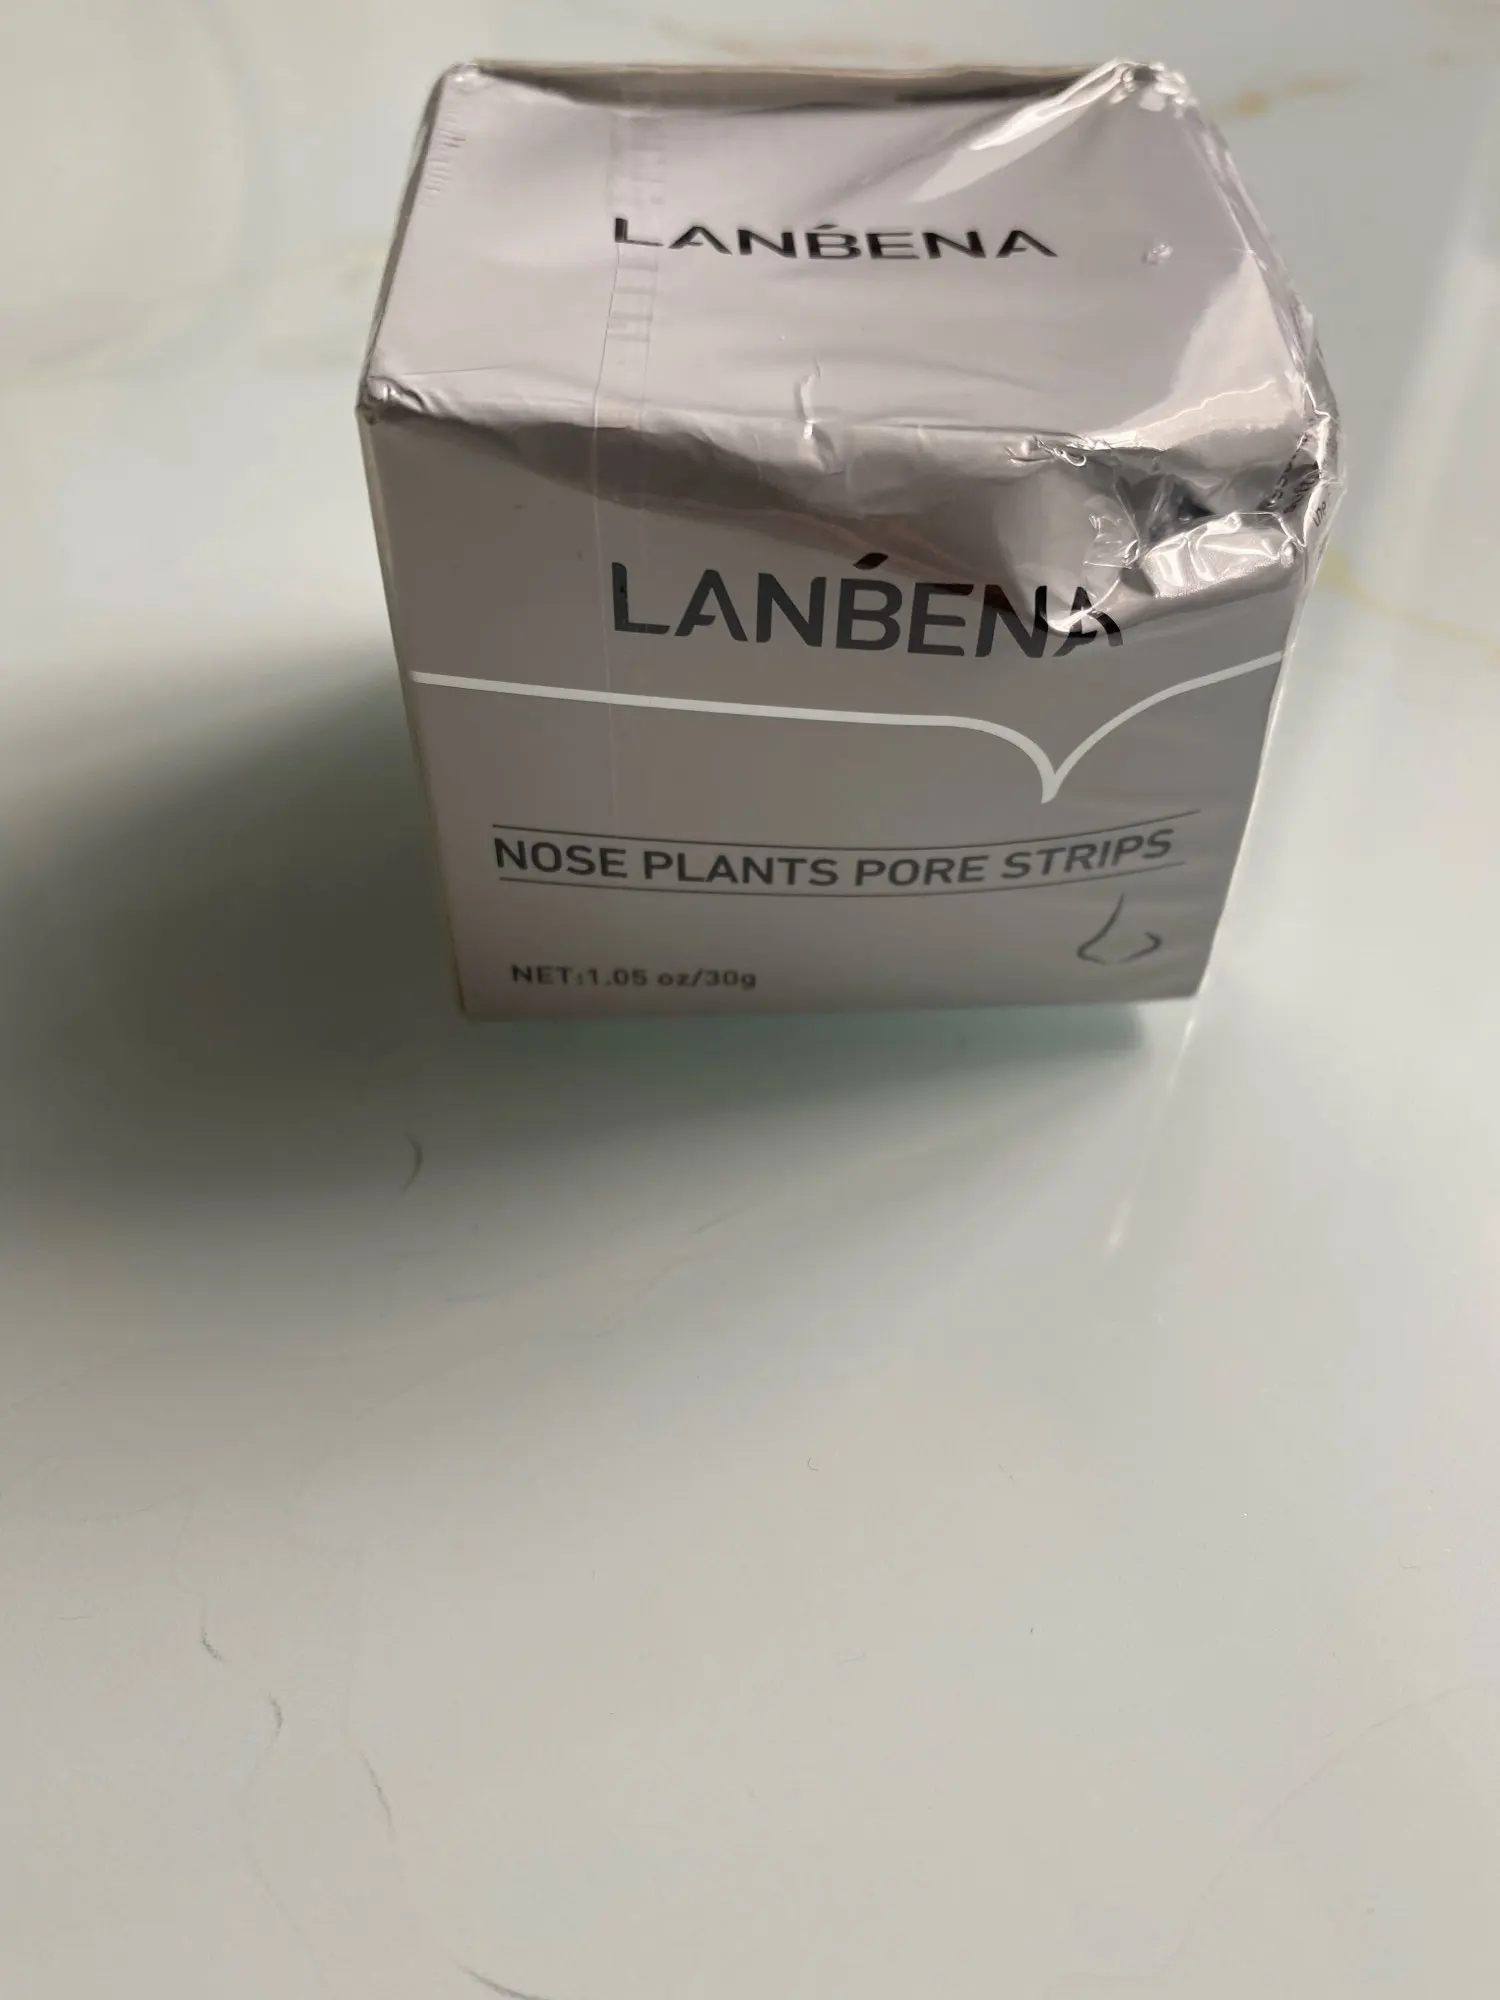 LANBENA
LANBENA
NOSE PLANTS PORE STRIPS
NET:1.05 oz/30g